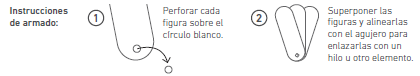 Instrucciones
de armado:
1
Perforar cada
figura sobre el
círculo blanco.
2
Superponer las
figuras y alinearlas
con el agujero para
enlazarlas con un
hilo u otro elemento.